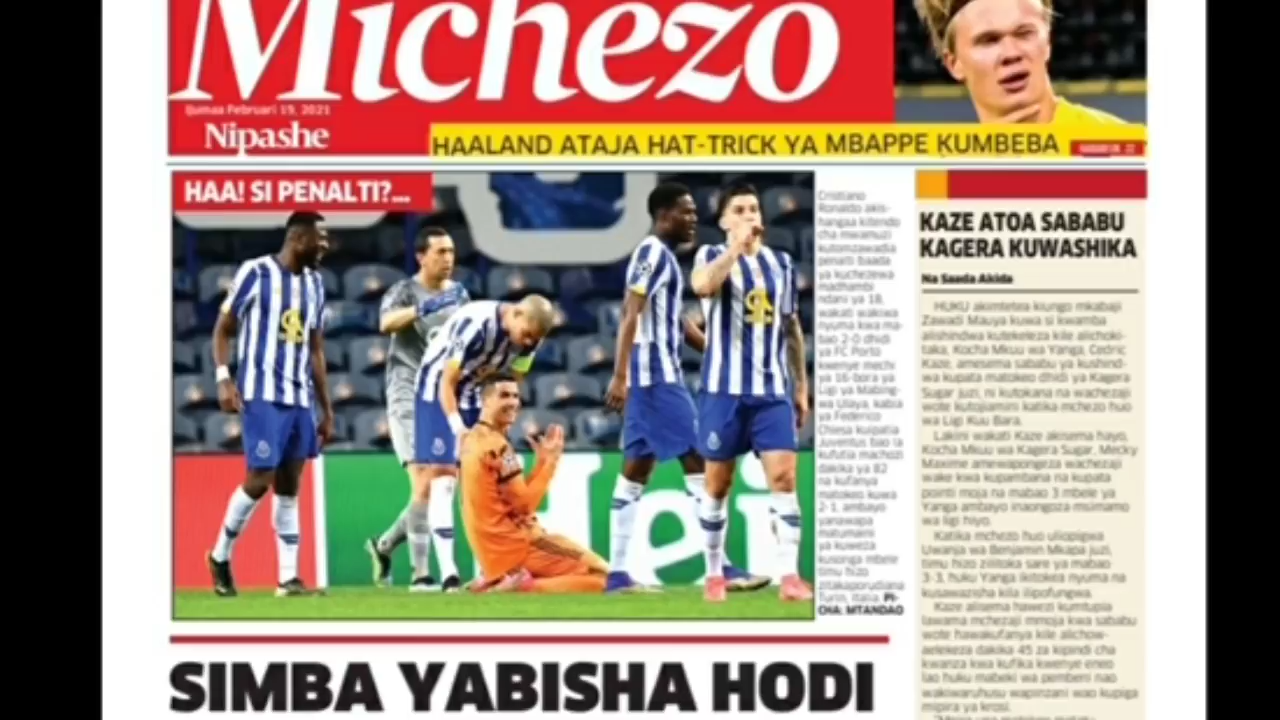 Michezo
Ijumaa Februari 19, 2021
Nipashe
HAALAND ATAJA HAT-TRICK YA MBAPPE KUMBEBA
HAA! SI PENALTI?...
Cristiano
Ronaldo akis-
hangaa kitendo
cha mwamuzi
kutomzawadia
penalti baada
ya kuchezewa
madhambi
ndani ya 18,
wakati wakiwa
nyuma kwa ma-
bao 2-0 dhidi
ya FC Porto
kwenye mechi
ya 16-bora ya
Ligi ya Mabing-
wa Ulaya, kabla
ya Federico
Chiesa kuipatia
Juventus bao la
kufutia machozi
dakika ya 82
na kufanya
matokeo kuwa
2-1, ambayo
yanawapa
matumaini
ya kuweza
kusonga mbele
timu hizo
zitakaporudiana
Turin, Italia. PI-
CHA: MTANDAO
Hei
KAZE ATOA SABABU
KAGERA KUWASHIKA
Na Saada Akida
HUKU akimtetea kiungo mkabaji
Zawadi Mauya kuwa si kwamba
alishindwa kutekeleza kile alichoki-
taka, Kocha Mkuu wa Yanga, Cedric
Kaze, amesema sababu ya kushind-
wa kupata matokeo dhidi ya Kagera
Sugar juzi, ni kutokana na wachezaji
wote kutojiamini katika mchezo huo
wa Ligi Kuu Bara.
Lakini wakati Kaze akisema hayo,
Kocha Mkuu wa Kagera Sugar, Mecky
Maxime amewapongeza wachezaji
wake kwa kupambana na kupata
pointi moja na mabao 3 mbele ya
Yanga ambayo inaongoza msimamo
wa ligi hiyo.
Katika mchezo huo uliopigwa
Uwanja wa Benjamin Mkapa juzi,
timu hizo zilitoka sare ya mabao
3-3, huku Yanga ikitokea nyuma na
kusawazisha kila ilipofungwa.
Kaze alisema hawezi kumtupia
lawama mchezaji mmoja kwa sababu
wote hawakufanya kile alichow-
aelekeza dakika 45 za kipindi cha
kwanza kwa kufika kwenye eneo
lao huku mabeki wa pembeni nao
wakiwaruhusu wapinzani wao kupiga
mipira ya krosi.
SIMBA YABISHA HODI